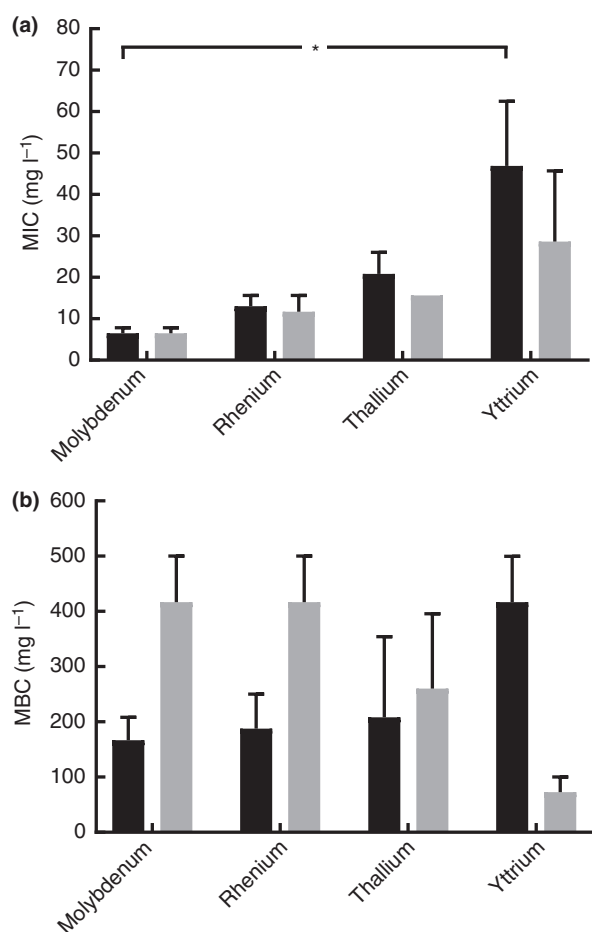 (a)
80
70
60
50
40
30
20
10
0
MIC (mg l⁻¹)
*
Molybdenum
Rhenium
Thallium
Yttrium
(b)
600
500
400
300
200
100
0
MBC (mg l⁻¹)
Molybdenum
Rhenium
Thallium
Yttrium